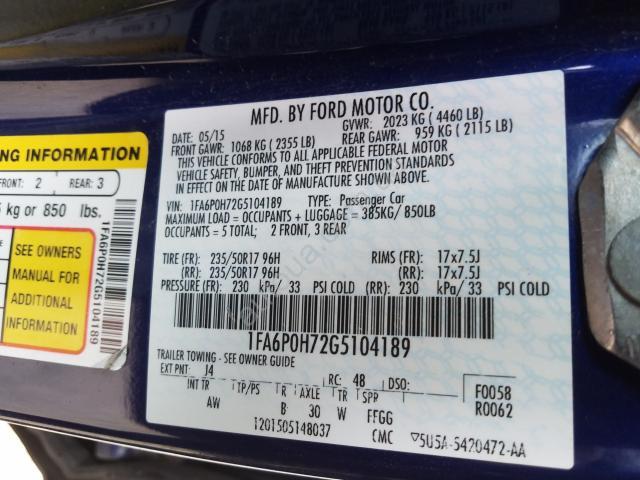 MFD. BY FORD MOTOR CO.
DATE: 05/15 GVWR: 2023 KG (4460 LB)
FRONT GAWR: 1068 KG (2355 LB) REAR GAWR: 959 KG (2115 LB)
THIS VEHICLE CONFORMS TO ALL APPLICABLE FEDERAL MOTOR
VEHICLE SAFETY, BUMPER, AND THEFT PREVENTION STANDARDS
IN EFFECT ON THE DATE OF MANUFACTURE SHOWN ABOVE.
VIN: 1FA6P0H72G5104189 TYPE: Passenger Car
MAXIMUM LOAD = OCCUPANTS + LUGGAGE = 385KG/ 850LB
OCCUPANTS = 5 TOTAL; 2 FRONT, 3 REAR
TIRE (FR): 235/50R17 96H RIMS (FR): 17x7.5J
(RR): 235/50R17 96H (RR): 17x7.5J
PRESSURE (FR): 230 kPa/ 33 PSI COLD (RR): 230 kPa/ 33 PSI COLD
1FA6P0H72G5104189
TRAILER TOWING - SEE OWNER GUIDE
EXT PNT: J4 RC: 48 DSO:
INT TR TP/PS R AXLE TR SPP
AW B 30 W FFGG
F0058
R0062
1201505148037 CMC 5U5A-5420472-AA
NG INFORMATION
FRONT: 2 REAR: 3
5 kg or 850 lbs.
SEE OWNERS
MANUAL FOR
ADDITIONAL
INFORMATION
1FA6P0H72G5104189